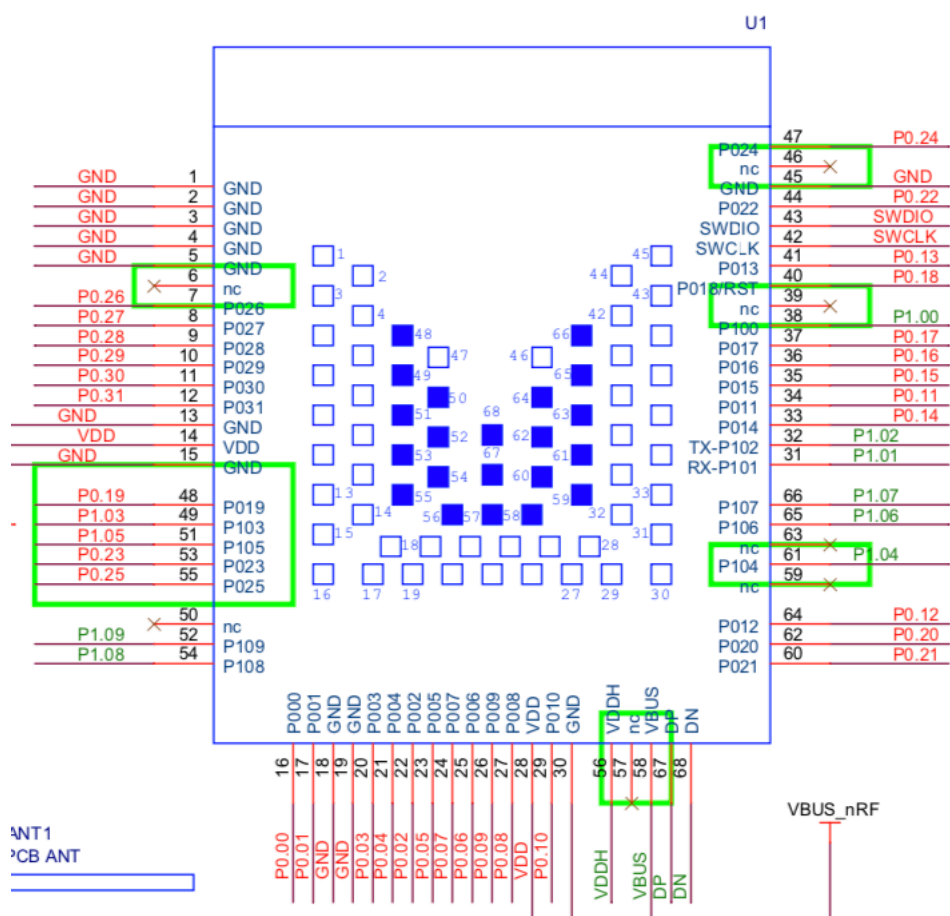 U1
47 P0.24
P024
46
nc
45 GND
GND
44 P0.22
P022
43 SWDIO
SWDIO
42 SWCLK
SWCLK
41 P0.13
P013
40 P0.18
P018/RST
39
nc
38 P1.00
P100
37 P0.17
P017
36 P0.16
P016
35 P0.15
P015
34 P0.11
P011
33 P0.14
P014
32 P1.02
TX-P102
31 P1.01
RX-P101
66 P1.07
P107
65 P1.06
P106
63
nc
61 P1.04
P104
59
nc
64 P0.12
P012
62 P0.20
P020
60 P0.21
P021
GND 1
GND
GND 2
GND
GND 3
GND
GND 4
GND
GND 5
GND
6
nc
P0.26 7
P026
P0.27 8
P027
P0.28 9
P028
P0.29 10
P029
P0.30 11
P030
P0.31 12
P031
GND 13
GND
VDD 14
VDD
GND 15
GND
P0.19 48
P019
P1.03 49
P103
P1.05 51
P105
P0.23 53
P023
P0.25 55
P025
50
nc
P1.09 52
P109
P1.08 54
P108
1 45
2 44
3 43
4 42
48 66
47 46
49 65
50 64
51 68 63
52 62
53 67 61
54 60
13 55 59 33
14 56 57 58 32
15 18 28 31
16 17 19 27 29 30
P000 P001 GND GND P003 P004 P002 P005 P007 P006 P009 P008 VDD P010 GND VDDH nc VBUS DP DN
16 17 18 19 20 21 22 23 24 25 26 27 28 29 30 56 57 58 67 68
P0.00 P0.01 GND GND P0.03 P0.04 P0.02 P0.05 P0.07 P0.06 P0.09 P0.08 VDD P0.10 VDDH VBUS DP DN
VBUS_nRF
ANT1
PCB ANT